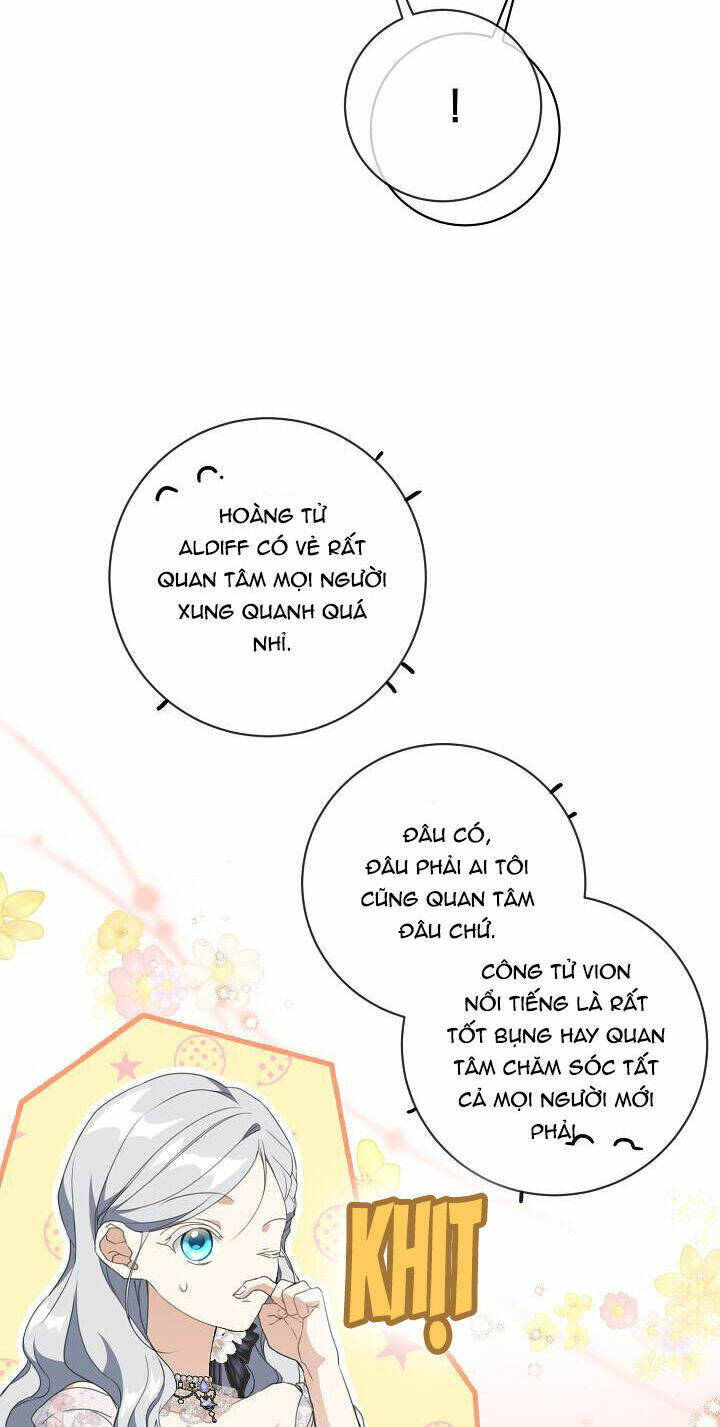 !
HOÀNG TỬ
ALDIFF CÓ VẺ RẤT
QUAN TÂM MỌI NGƯỜI
XUNG QUANH QUÁ
NHỈ.
ĐÂU CÓ,
ĐÂU PHẢI AI TÔI
CŨNG QUAN TÂM
ĐÂU CHỨ.
CÔNG TỬ VION
NỔI TIẾNG LÀ RẤT
TỐT BỤNG HAY QUAN
TÂM CHĂM SÓC TẤT
CẢ MỌI NGƯỜI MỚI
PHẢI
KHỊT